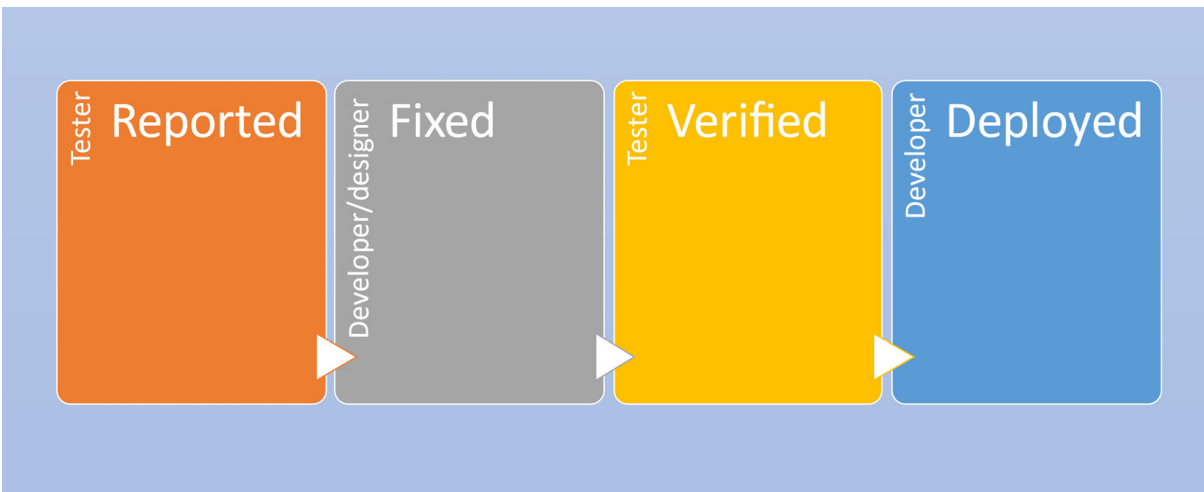 Tester
Reported
Developer/designer
Fixed
Tester
Verified
Developer
Deployed